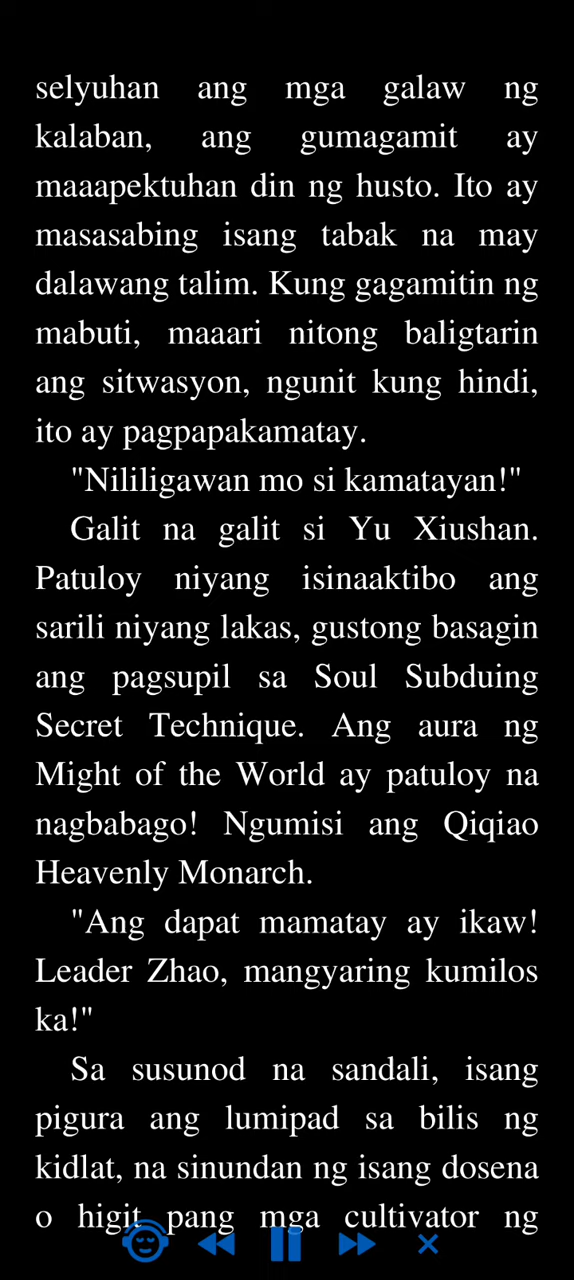 selyuhan ang mga galaw ng
kalaban, ang gumagamit ay
maaapektuhan din ng husto. Ito ay
masasabing isang tabak na may
dalawang talim. Kung gagamitin ng
mabuti, maaari nitong baligtarin
ang sitwasyon, ngunit kung hindi,
ito ay pagpapakamatay.
"Nililigawan mo si kamatayan!"
Galit na galit si Yu Xiushan.
Patuloy niyang isinaaktibo ang
sarili niyang lakas, gustong basagin
ang pagsupil sa Soul Subduing
Secret Technique. Ang aura ng
Might of the World ay patuloy na
nagbabago! Ngumisi ang Qiqiao
Heavenly Monarch.
"Ang dapat mamatay ay ikaw!
Leader Zhao, mangyaring kumilos
ka!"
Sa susunod na sandali, isang
pigura ang lumipad sa bilis ng
kidlat, na sinundan ng isang dosena
o higit pang mga cultivator ng